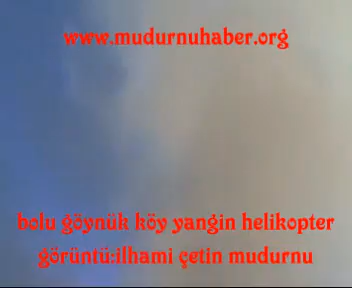 www.mudurnuhaber.org
bolu göynük köy yangin helikopter
görüntü:ilhami çetin mudurnu